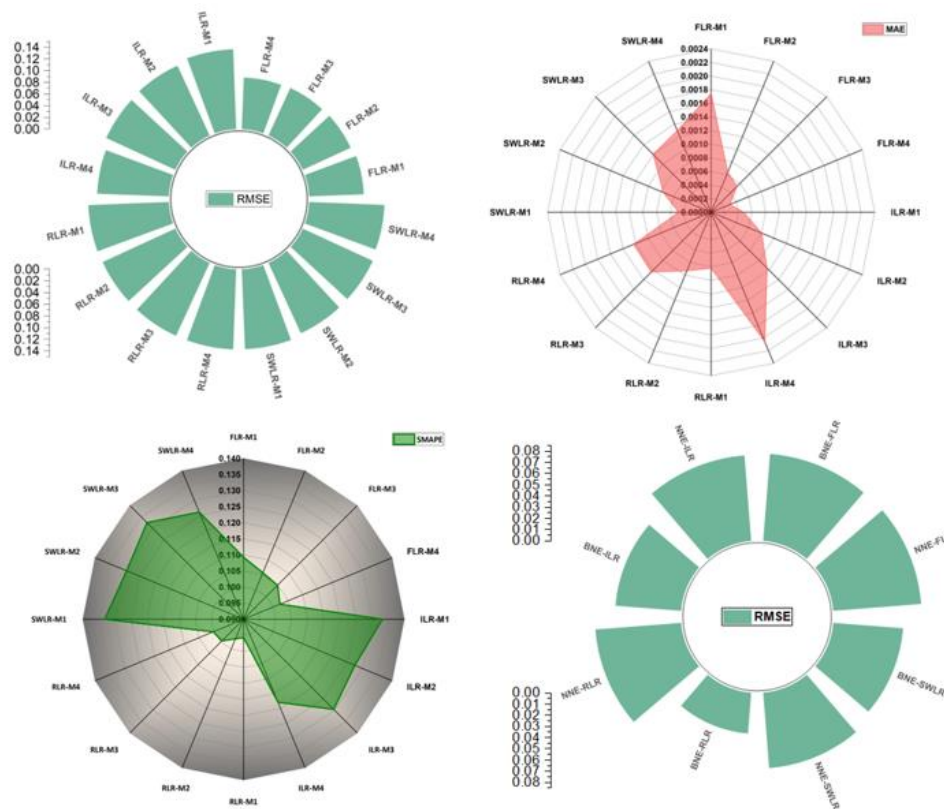 0.14
0.12
0.10
0.08
0.06
0.04
0.02
0.00
ILR-M1
FLR-M4
ILR-M2
FLR-M3
ILR-M3
FLR-M2
ILR-M4
FLR-M1
RMSE
RLR-M1
SWLR-M4
RLR-M2
SWLR-M3
RLR-M3
SWLR-M2
RLR-M4
SWLR-M1
0.00
0.02
0.04
0.06
0.08
0.10
0.12
0.14
MAE
FLR-M1
SWLR-M4
FLR-M2
SWLR-M3
FLR-M3
SWLR-M2
FLR-M4
SWLR-M1
ILR-M1
RLR-M4
ILR-M2
RLR-M3
ILR-M3
RLR-M2
ILR-M4
RLR-M1
0.0024
0.0022
0.0020
0.0018
0.0016
0.0014
0.0012
0.0010
0.0008
0.0006
0.0004
0.0002
0.0000
SMAPE
FLR-M1
SWLR-M4
FLR-M2
SWLR-M3
FLR-M3
SWLR-M2
FLR-M4
SWLR-M1
ILR-M1
RLR-M4
ILR-M2
RLR-M3
ILR-M3
RLR-M2
ILR-M4
RLR-M1
0.140
0.135
0.130
0.125
0.120
0.115
0.110
0.105
0.100
0.095
0.090
0.08
0.07
0.06
0.05
0.04
0.03
0.02
0.01
0.00
NNE-ILR
BNE-FLR
BNE-ILR
NNE-FL
RMSE
NNE-RLR
BNE-SWLR
BNE-RLR
NNE-SWLR
0.00
0.01
0.02
0.03
0.04
0.05
0.06
0.07
0.08